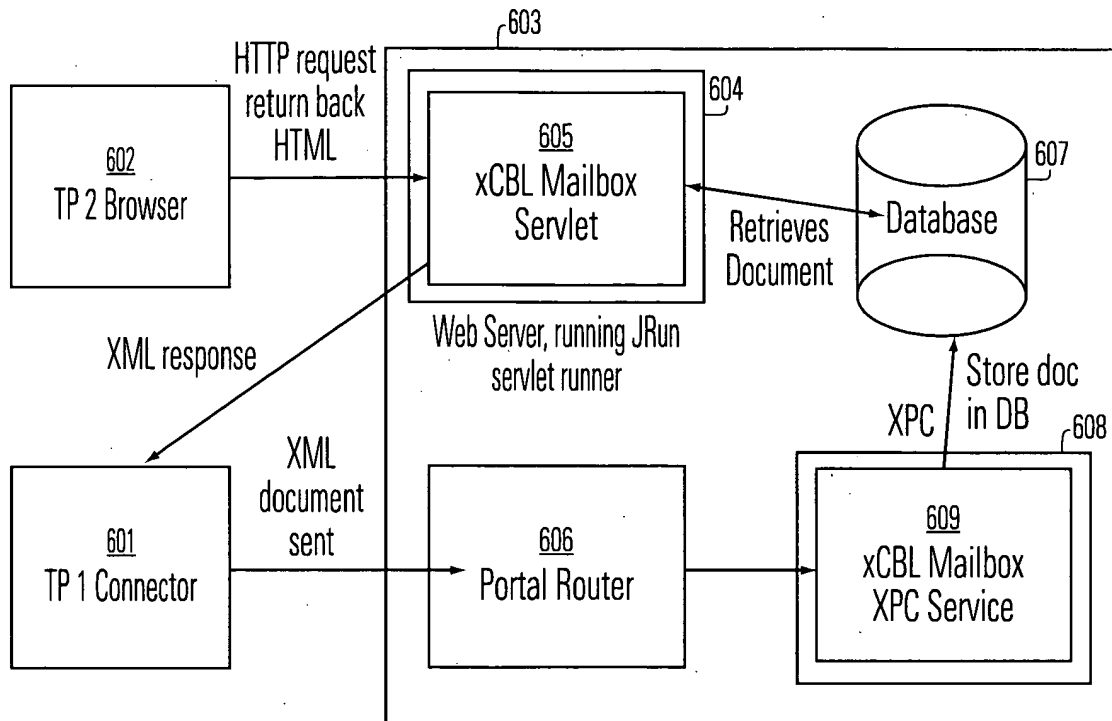 603
HTTP request
return back
HTML
604
602
TP 2 Browser
605
xCBL Mailbox
Servlet
607
Database
Retrieves
Document
Web Server, running JRun
servlet runner
XML response
XPC
Store doc
in DB
608
601
TP 1 Connector
XML
document
sent
606
Portal Router
609
xCBL Mailbox
XPC Service